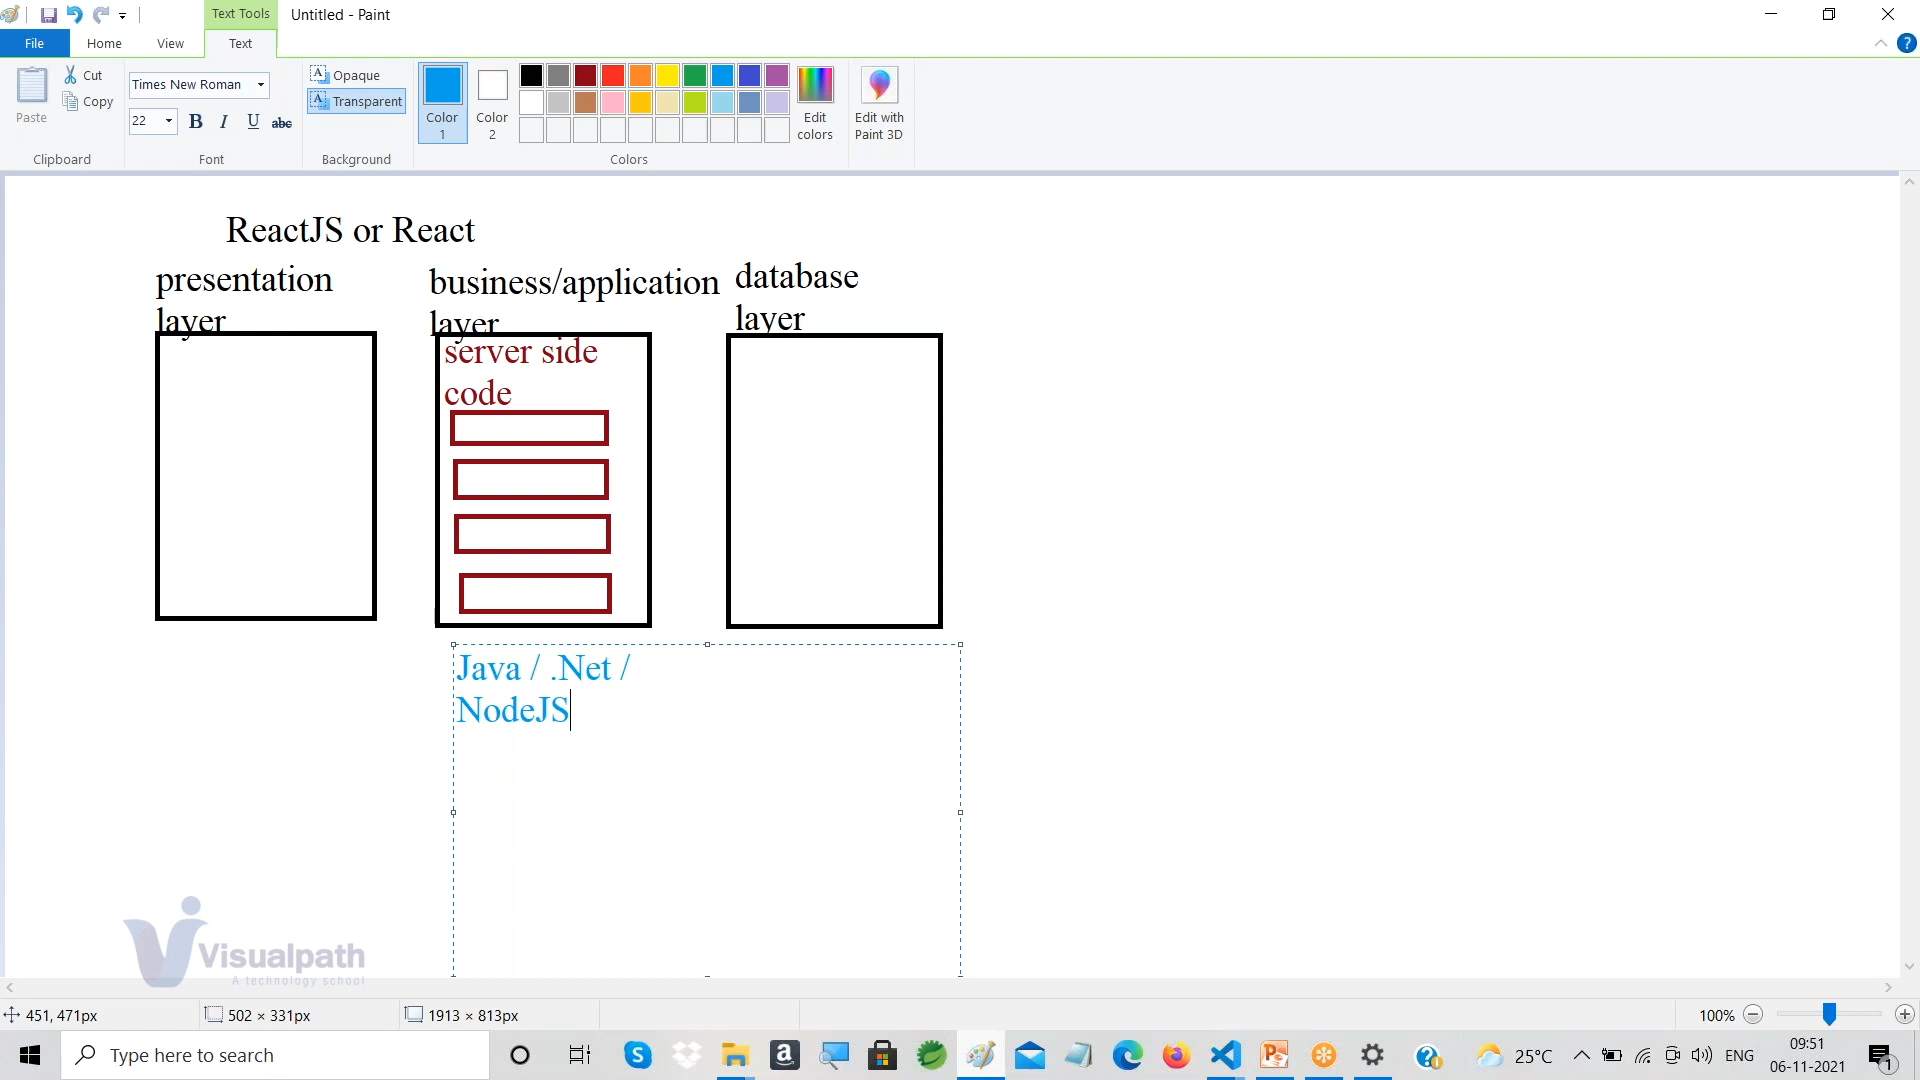 Text Tools
Untitled - Paint
File
Home
View
Text
Paste
Cut
Copy
Clipboard
Times New Roman
22
B I U abc
Font
Opaque
Transparent
Background
Color 1
Color 2
Edit colors
Colors
Edit with Paint 3D
ReactJS or React
presentation
layer
business/application
layer
database
layer
server side
code
Java / .Net /
NodeJS
Visualpath
A technology school
451, 471px
502 × 331px
1913 × 813px
100%
Type here to search
25°C
ENG
09:51
06-11-2021
1